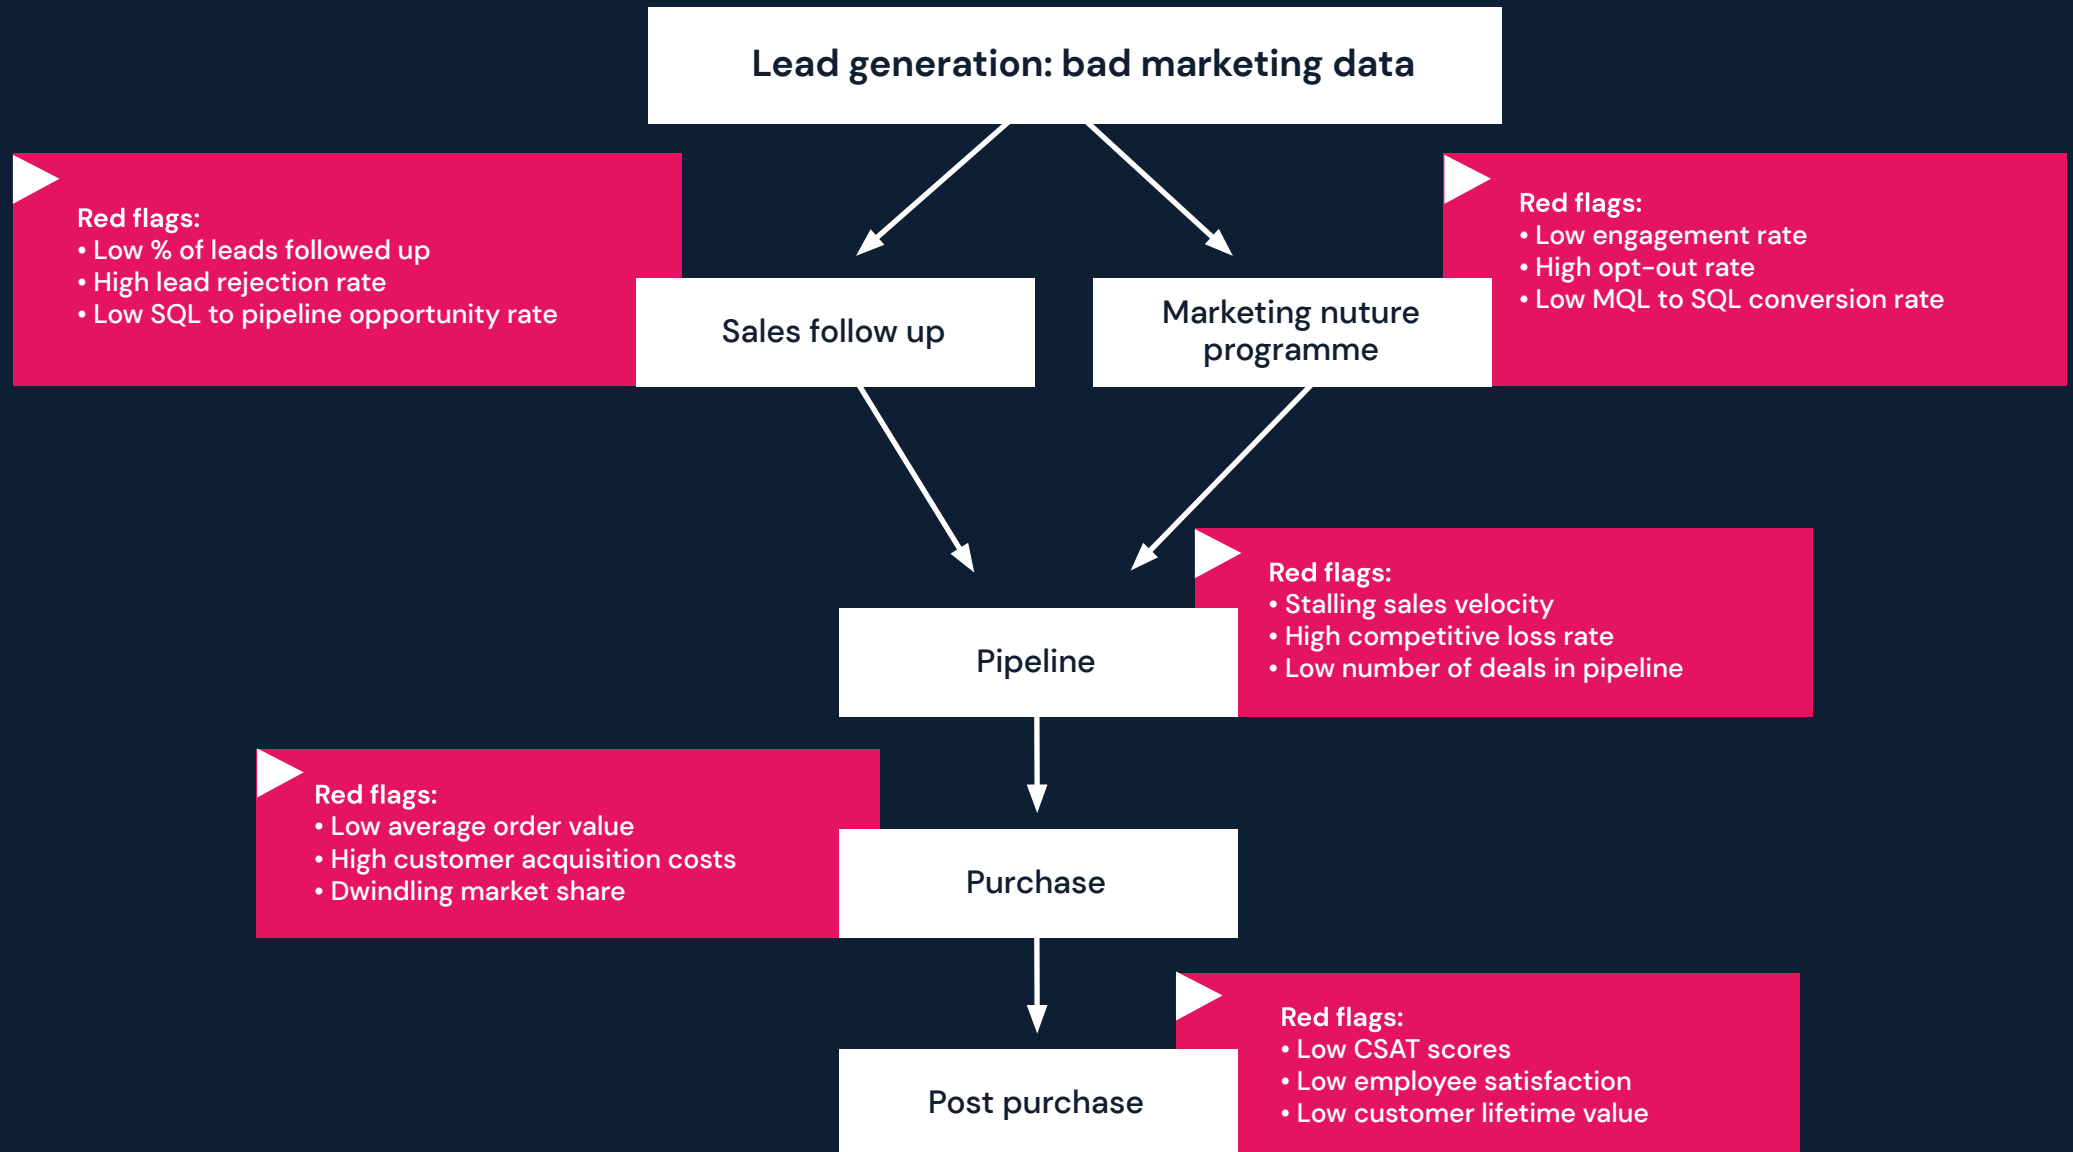 Lead generation: bad marketing data
Red flags:
• Low % of leads followed up
• High lead rejection rate
• Low SQL to pipeline opportunity rate
Sales follow up
Marketing nuture
programme
Red flags:
• Low engagement rate
• High opt-out rate
• Low MQL to SQL conversion rate
Pipeline
Red flags:
• Stalling sales velocity
• High competitive loss rate
• Low number of deals in pipeline
Red flags:
• Low average order value
• High customer acquisition costs
• Dwindling market share
Purchase
Post purchase
Red flags:
• Low CSAT scores
• Low employee satisfaction
• Low customer lifetime value